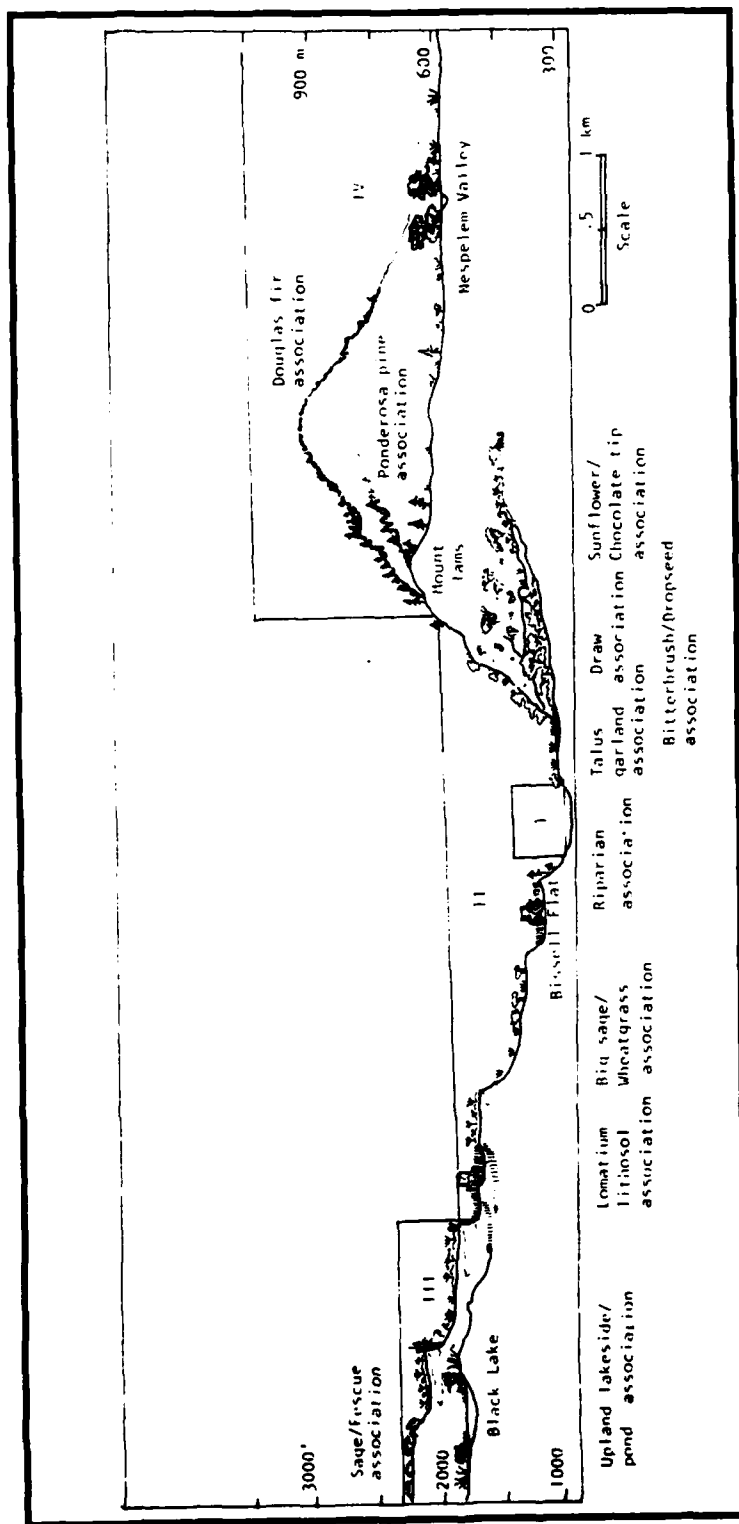 Sage/Fescue
association
Douglas fir
association
Ponderosa pine
association
3000'
2000
1000
900 m
600
300
I
II
III
IV
Black Lake
Bissell Flat
Mount
Nespelem Valley
0 .5 1 km
Scale
Upland lakeside/
pond association
Lomatium
lithosol
association
Big sage/
Wheatgrass
association
Riparian
association
Talus
garland
association
Draw
association
Sunflower/
Chocolate tip
association
Bitterbrush/Dropseed
association